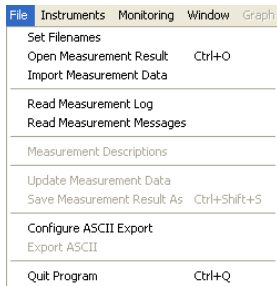 File Instruments Monitoring Window Graph
Set Filenames
Open Measurement Result Ctrl+O
Import Measurement Data
Read Measurement Log
Read Measurement Messages
Measurement Descriptions
Update Measurement Data
Save Measurement Result As Ctrl+Shift+S
Configure ASCII Export
Export ASCII
Quit Program Ctrl+Q